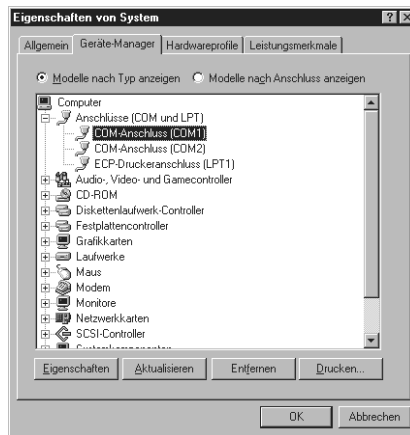 Eigenschaften von System
Allgemein Geräte-Manager Hardwareprofile Leistungsmerkmale
Modelle nach Typ anzeigen Modelle nach Anschluss anzeigen
Computer
Anschlüsse (COM und LPT)
COM-Anschluss (COM1)
COM-Anschluss (COM2)
ECP-Druckeranschluss (LPT1)
Audio-, Video- und Gamecontroller
CD-ROM
Diskettenlaufwerk-Controller
Festplattencontroller
Grafikkarten
Laufwerke
Maus
Modem
Monitore
Netzwerkkarten
SCSI-Controller
Systemkomponenten
Eigenschaften Aktualisieren Entfernen Drucken...
OK Abbrechen